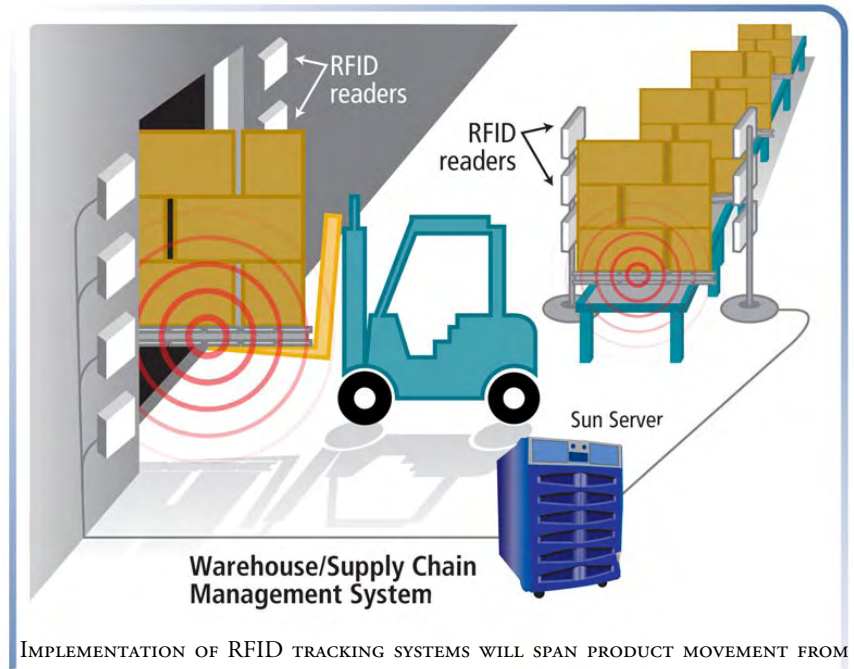 RFID
readers
RFID
readers
Sun Server
Warehouse/Supply Chain
Management System
IMPLEMENTATION OF RFID TRACKING SYSTEMS WILL SPAN PRODUCT MOVEMENT FROM